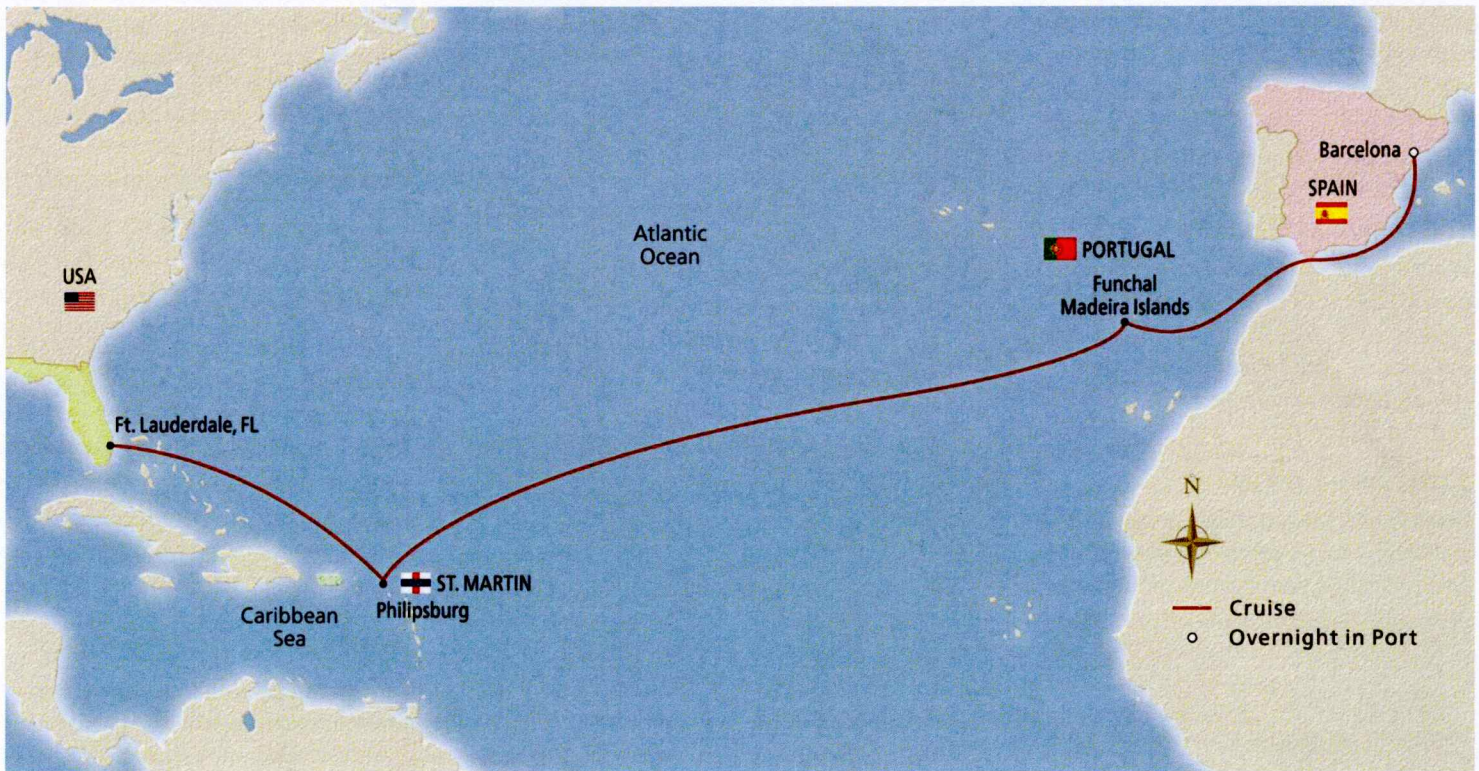 USA
Ft. Lauderdale, FL
Atlantic
Ocean
Caribbean
Sea
ST. MARTIN
Philipsburg
PORTUGAL
Funchal
Madeira Islands
Barcelona
SPAIN
N
Cruise
Overnight in Port